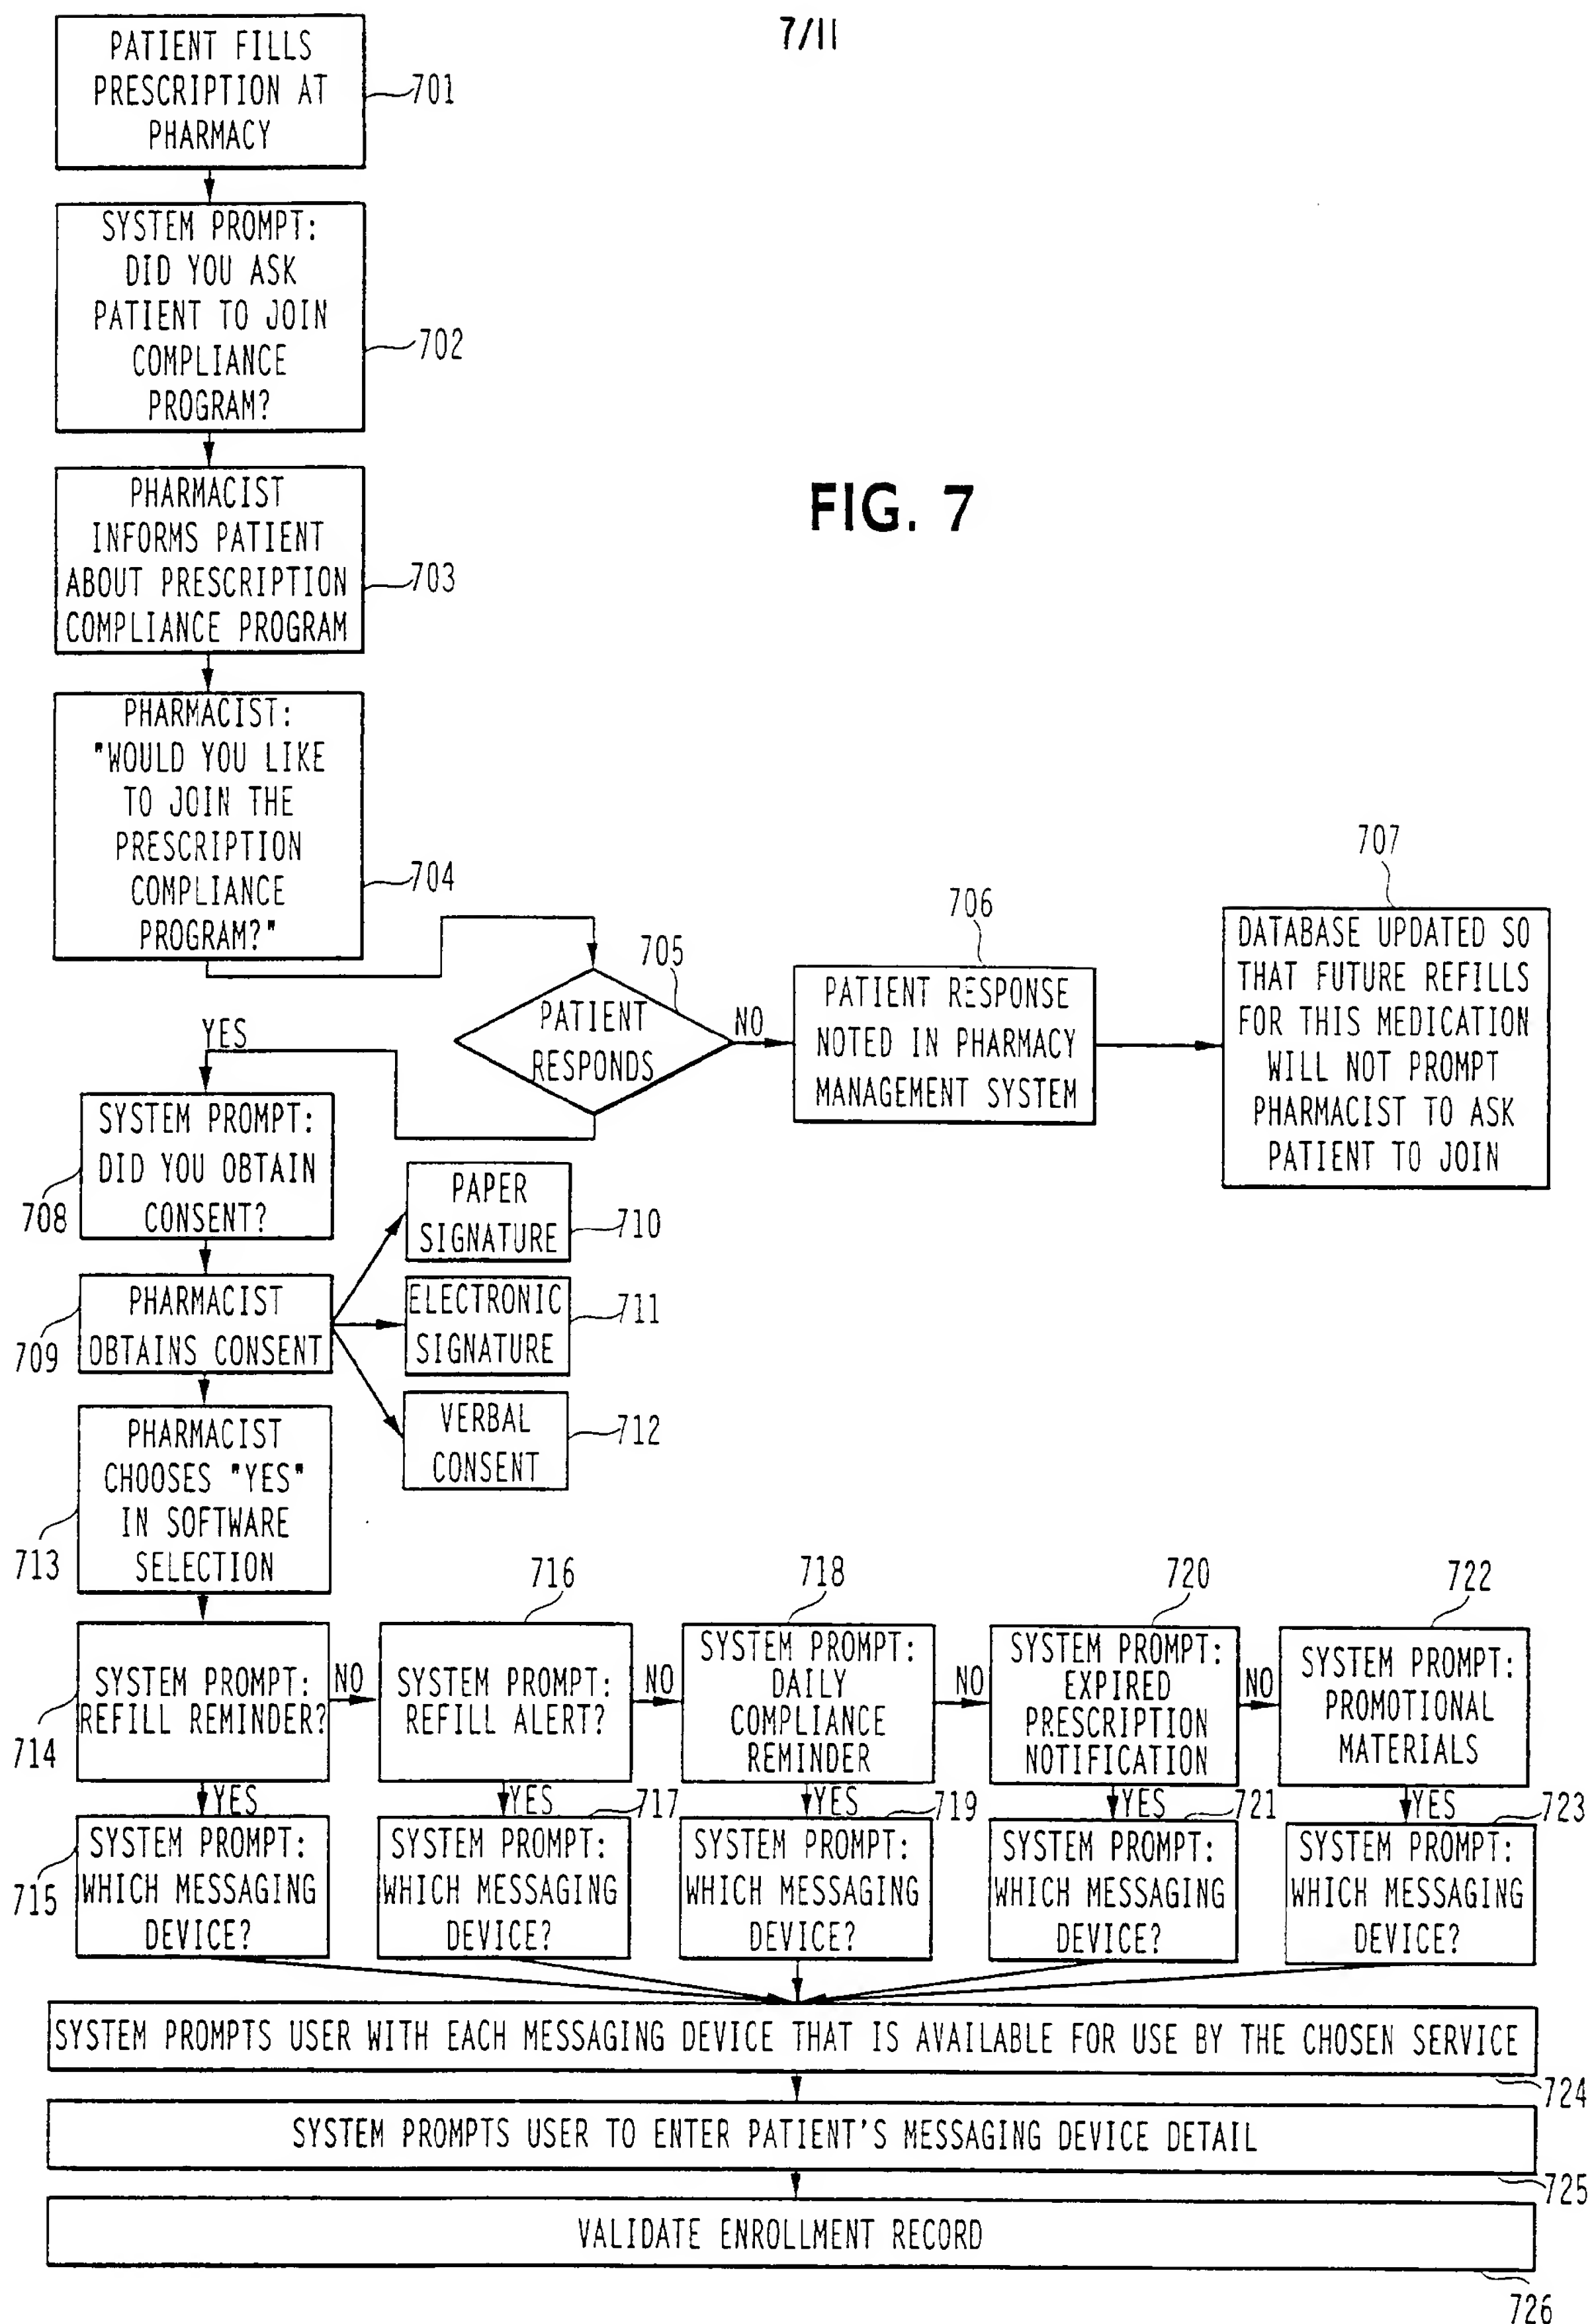 7/11
PATIENT FILLS
PRESCRIPTION AT
PHARMACY
701
SYSTEM PROMPT:
DID YOU ASK
PATIENT TO JOIN
COMPLIANCE
PROGRAM?
702
FIG. 7
PHARMACIST
INFORMS PATIENT
ABOUT PRESCRIPTION
COMPLIANCE PROGRAM
703
PHARMACIST:
"WOULD YOU LIKE
TO JOIN THE
PRESCRIPTION
COMPLIANCE
PROGRAM?"
704
705
PATIENT
RESPONDS
NO
706
PATIENT RESPONSE
NOTED IN PHARMACY
MANAGEMENT SYSTEM
707
DATABASE UPDATED SO
THAT FUTURE REFILLS
FOR THIS MEDICATION
WILL NOT PROMPT
PHARMACIST TO ASK
PATIENT TO JOIN
YES
SYSTEM PROMPT:
DID YOU OBTAIN
CONSENT?
708
PHARMACIST
OBTAINS CONSENT
709
PAPER
SIGNATURE
710
ELECTRONIC
SIGNATURE
711
VERBAL
CONSENT
712
PHARMACIST
CHOOSES "YES"
IN SOFTWARE
SELECTION
713
SYSTEM PROMPT:
REFILL REMINDER?
714
NO
716
SYSTEM PROMPT:
REFILL ALERT?
NO
718
SYSTEM PROMPT:
DAILY
COMPLIANCE
REMINDER
NO
720
SYSTEM PROMPT:
EXPIRED
PRESCRIPTION
NOTIFICATION
NO
722
SYSTEM PROMPT:
PROMOTIONAL
MATERIALS
YES
SYSTEM PROMPT:
WHICH MESSAGING
DEVICE?
715
YES
717
SYSTEM PROMPT:
WHICH MESSAGING
DEVICE?
YES
719
SYSTEM PROMPT:
WHICH MESSAGING
DEVICE?
YES
721
SYSTEM PROMPT:
WHICH MESSAGING
DEVICE?
YES
723
SYSTEM PROMPT:
WHICH MESSAGING
DEVICE?
SYSTEM PROMPTS USER WITH EACH MESSAGING DEVICE THAT IS AVAILABLE FOR USE BY THE CHOSEN SERVICE
724
SYSTEM PROMPTS USER TO ENTER PATIENT'S MESSAGING DEVICE DETAIL
725
VALIDATE ENROLLMENT RECORD
726